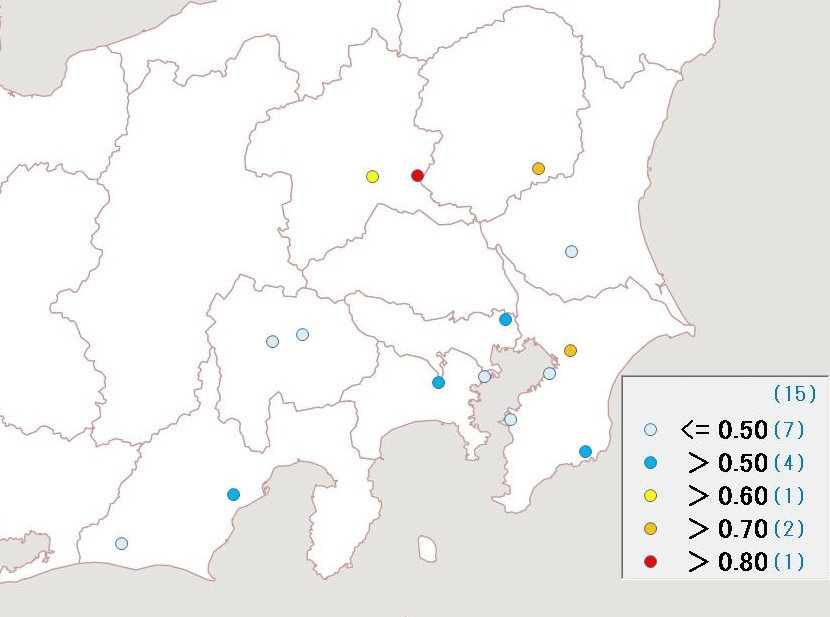 (15)
<= 0.50 (7)
> 0.50 (4)
> 0.60 (1)
> 0.70 (2)
> 0.80 (1)